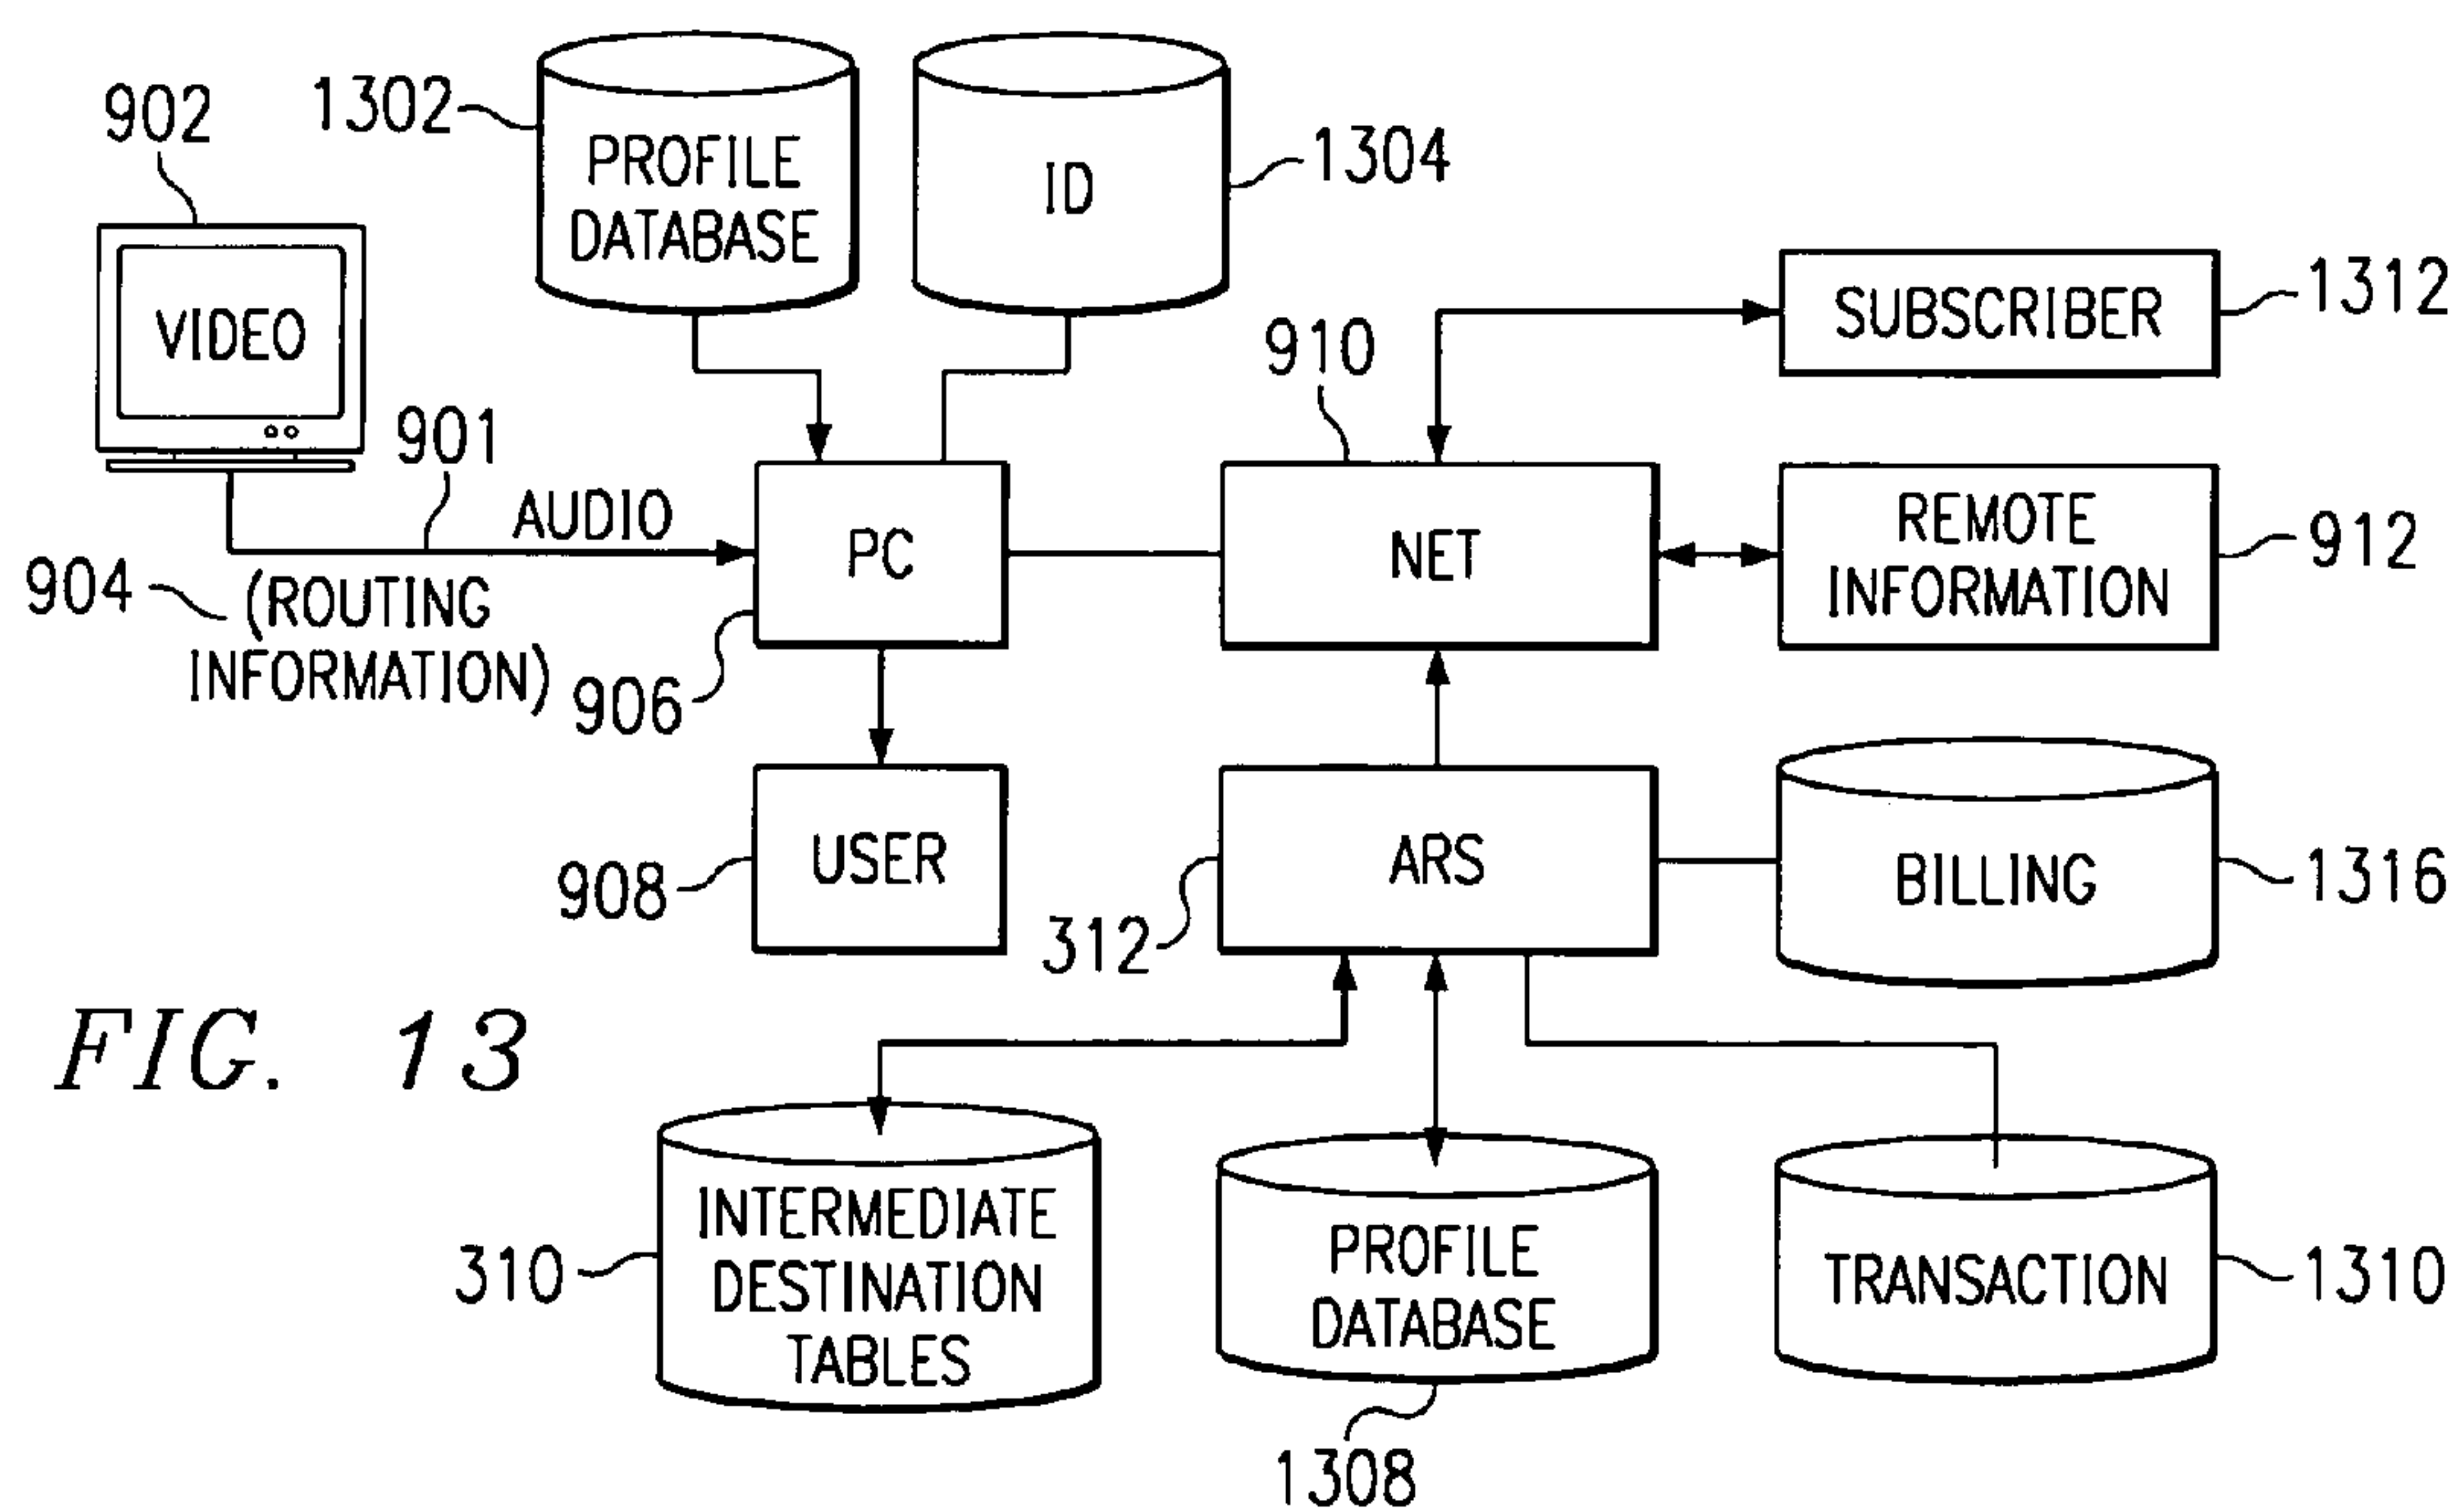 902
1302
PROFILE
DATABASE
ID
1304
VIDEO
SUBSCRIBER
1312
910
901
AUDIO
904
(ROUTING
INFORMATION)
PC
906
NET
REMOTE
INFORMATION
912
USER
908
ARS
312
BILLING
1316
FIG. 13
INTERMEDIATE
DESTINATION
TABLES
310
PROFILE
DATABASE
1308
TRANSACTION
1310